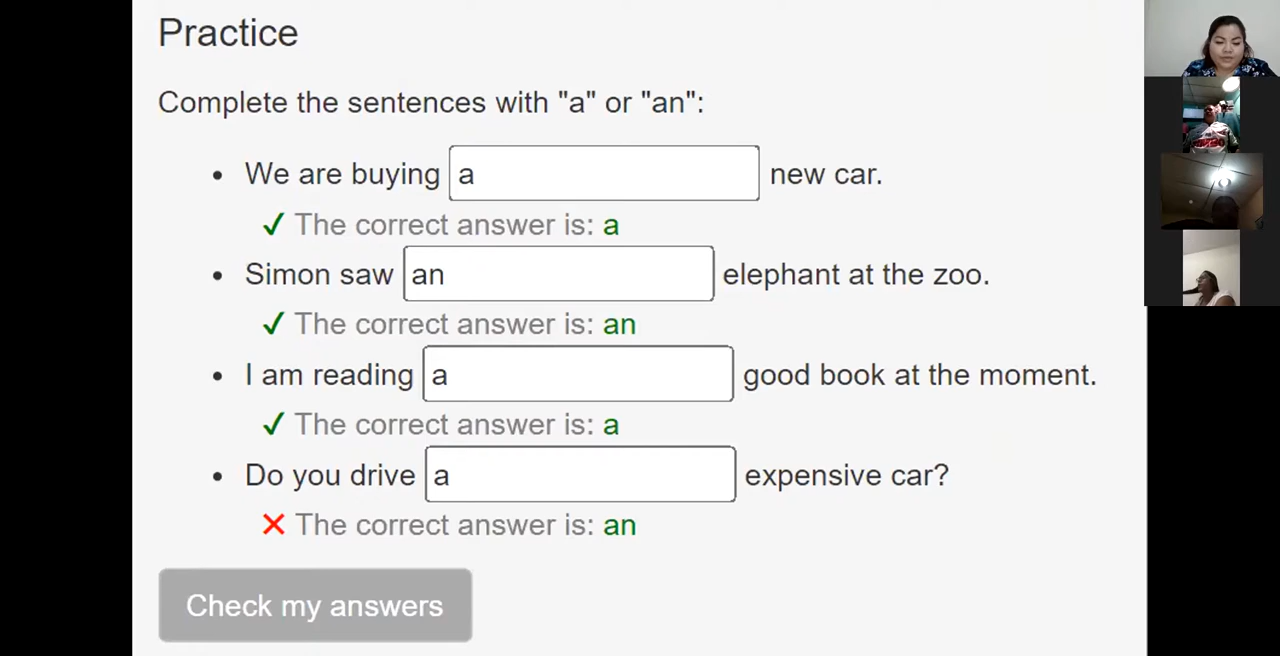 Practice
Complete the sentences with "a" or "an":
We are buying a new car.
✓ The correct answer is: a
Simon saw an elephant at the zoo.
✓ The correct answer is: an
I am reading a good book at the moment.
✓ The correct answer is: a
Do you drive a expensive car?
✕ The correct answer is: an
Check my answers